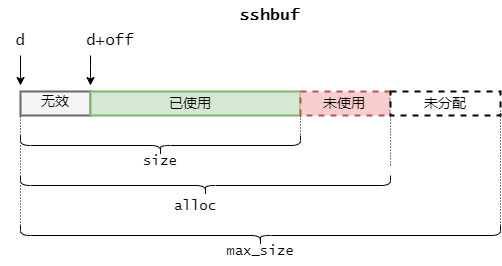 sshbuf
d d+off
无效 已使用 未使用 未分配
size
alloc
max_size